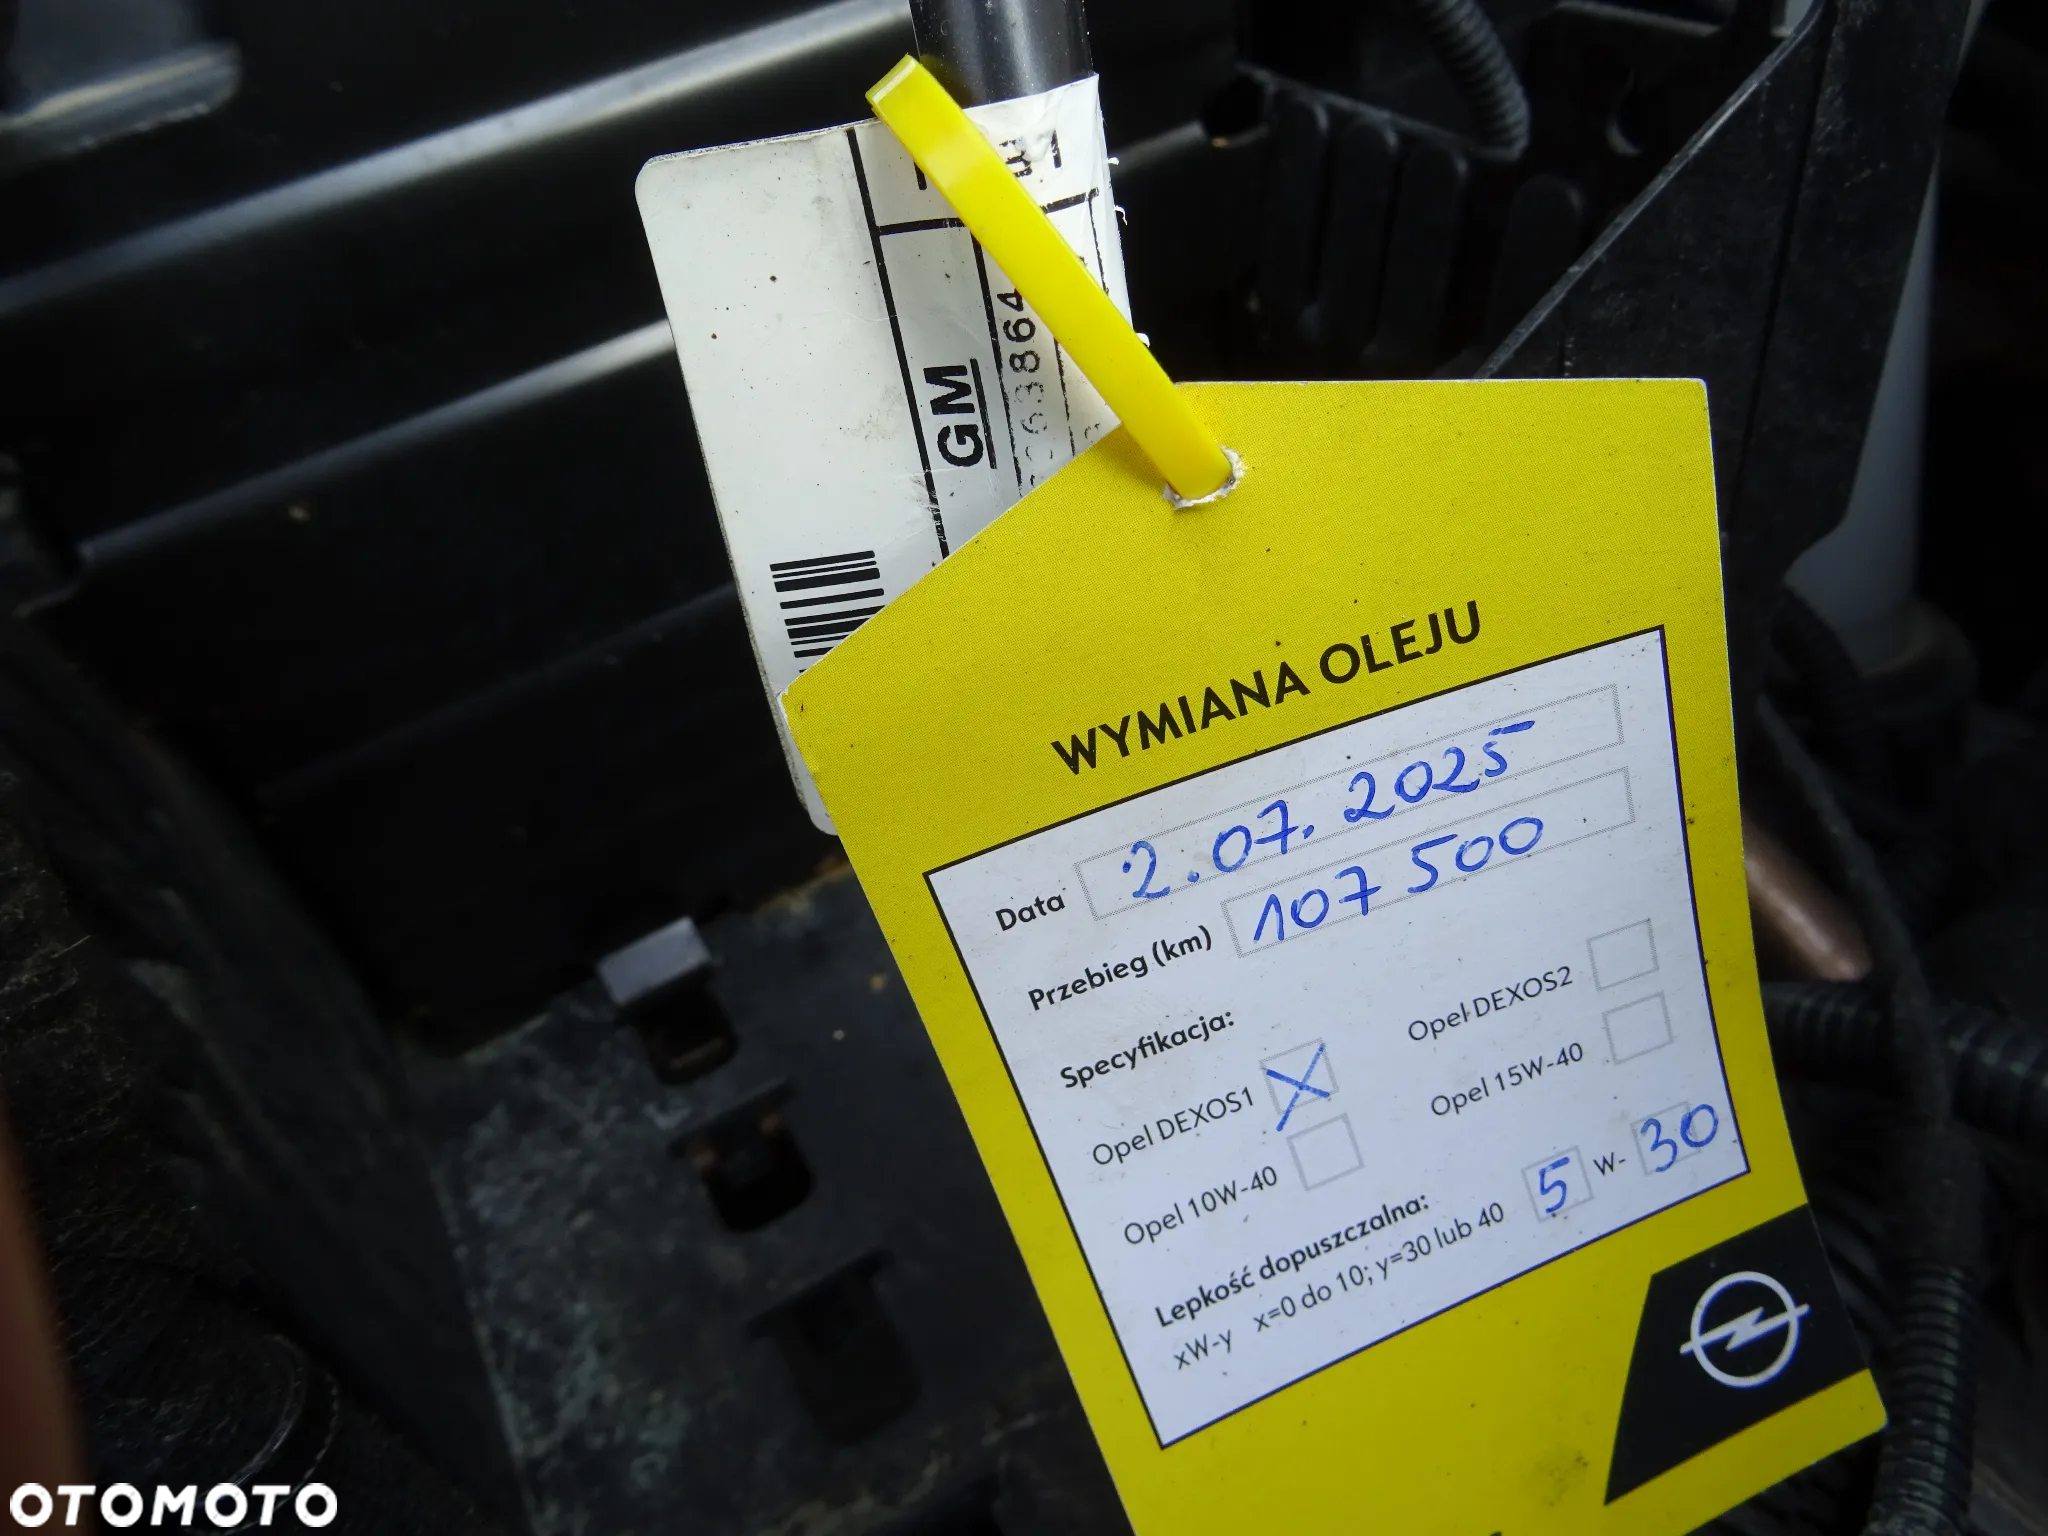 GM
63864
WYMIANA OLEJU
Data 2.07.2025
Przebieg (km) 107 500
Specyfikacja:
Opel DEXOS1 X Opel DEXOS2
Opel 10W-40 Opel 15W-40
Lepkość dopuszczalna:
xW-y x=0 do 10; y=30 lub 40 5 W- 30
OTOMOTO